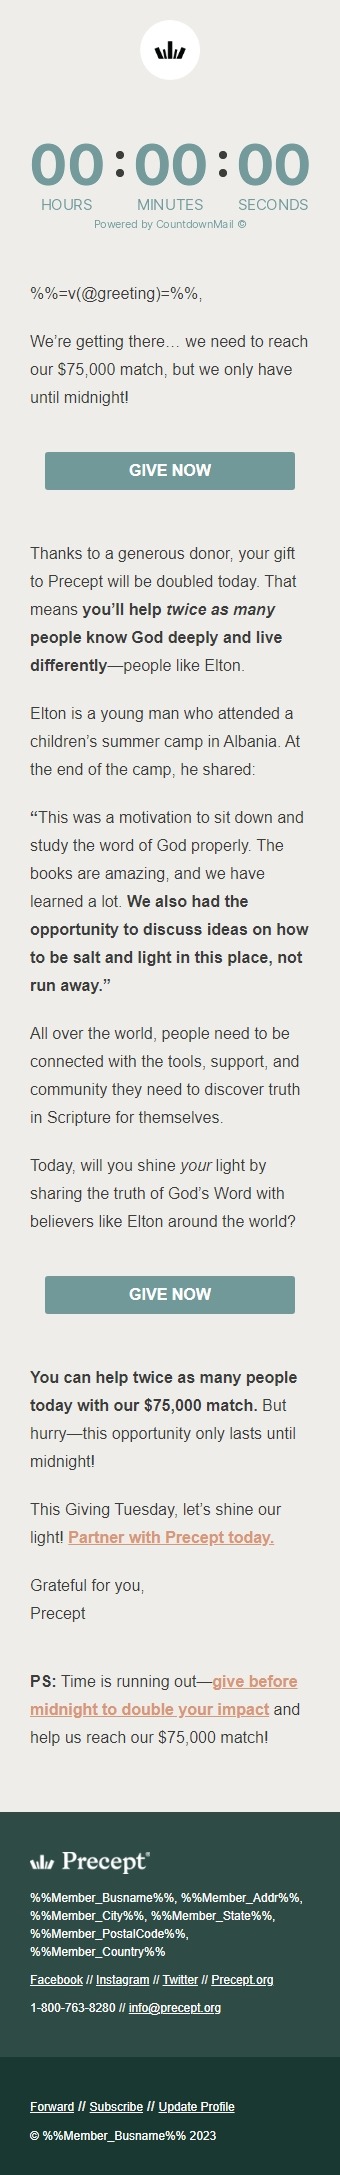 00 : 00 : 00
HOURS MINUTES SECONDS
Powered by CountdownMail ©
%%=v(@greeting)=%%,
We’re getting there… we need to reach
our $75,000 match, but we only have
until midnight!
GIVE NOW
Thanks to a generous donor, your gift
to Precept will be doubled today. That
means you’ll help twice as many
people know God deeply and live
differently—people like Elton.
Elton is a young man who attended a
children’s summer camp in Albania. At
the end of the camp, he shared:
“This was a motivation to sit down and
study the word of God properly. The
books are amazing, and we have
learned a lot. We also had the
opportunity to discuss ideas on how
to be salt and light in this place, not
run away.”
All over the world, people need to be
connected with the tools, support, and
community they need to discover truth
in Scripture for themselves.
Today, will you shine your light by
sharing the truth of God’s Word with
believers like Elton around the world?
GIVE NOW
You can help twice as many people
today with our $75,000 match. But
hurry—this opportunity only lasts until
midnight!
This Giving Tuesday, let’s shine our
light! Partner with Precept today.
Grateful for you,
Precept
PS: Time is running out—give before
midnight to double your impact and
help us reach our $75,000 match!
Precept®
%%Member_Busname%%, %%Member_Addr%%,
%%Member_City%%, %%Member_State%%,
%%Member_PostalCode%%,
%%Member_Country%%
Facebook // Instagram // Twitter // Precept.org
1-800-763-8280 // info@precept.org
Forward // Subscribe // Update Profile
© %%Member_Busname%% 2023